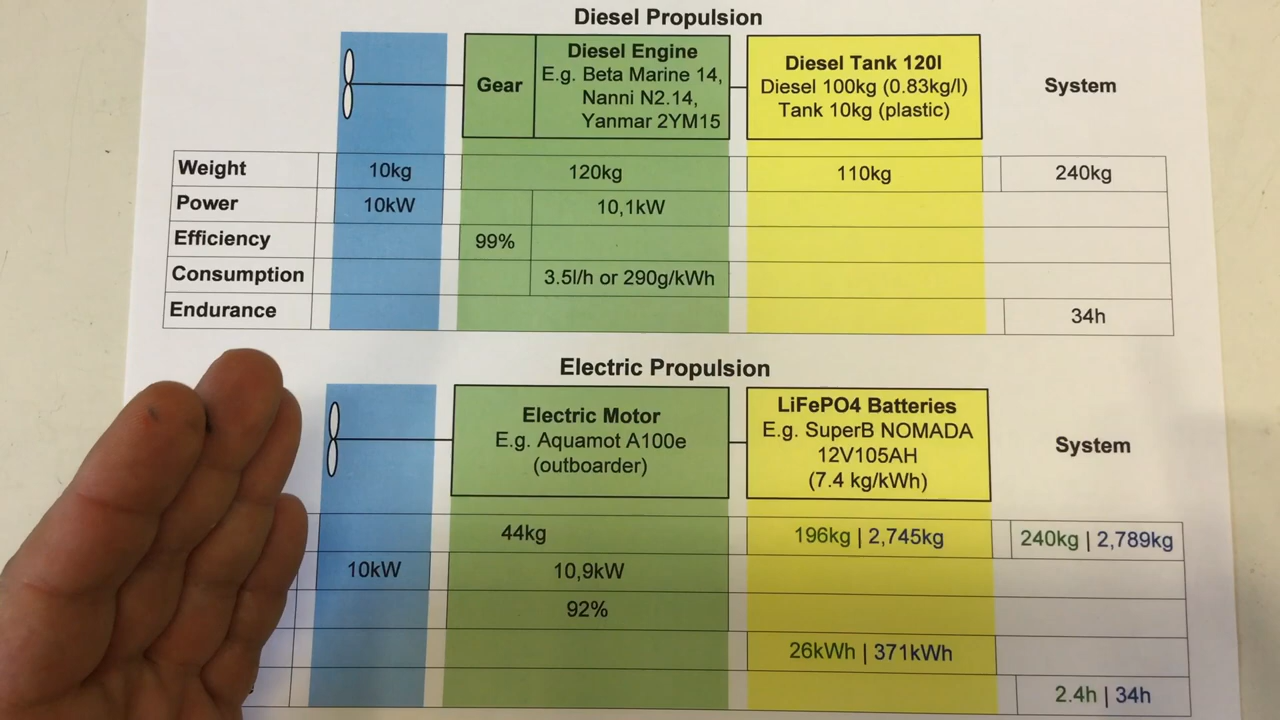 Diesel Propulsion
Gear
Diesel Engine
E.g. Beta Marine 14,
Nanni N2.14,
Yanmar 2YM15
Diesel Tank 120l
Diesel 100kg (0.83kg/l)
Tank 10kg (plastic)
System
Weight 10kg 120kg 110kg 240kg
Power 10kW 10,1kW
Efficiency 99%
Consumption 3.5l/h or 290g/kWh
Endurance 34h
Electric Propulsion
Electric Motor
E.g. Aquamot A100e
(outboarder)
LiFePO4 Batteries
E.g. SuperB NOMADA
12V105AH
(7.4 kg/kWh)
System
44kg 196kg | 2,745kg 240kg | 2,789kg
10kW 10,9kW
92%
26kWh | 371kWh
2.4h | 34h